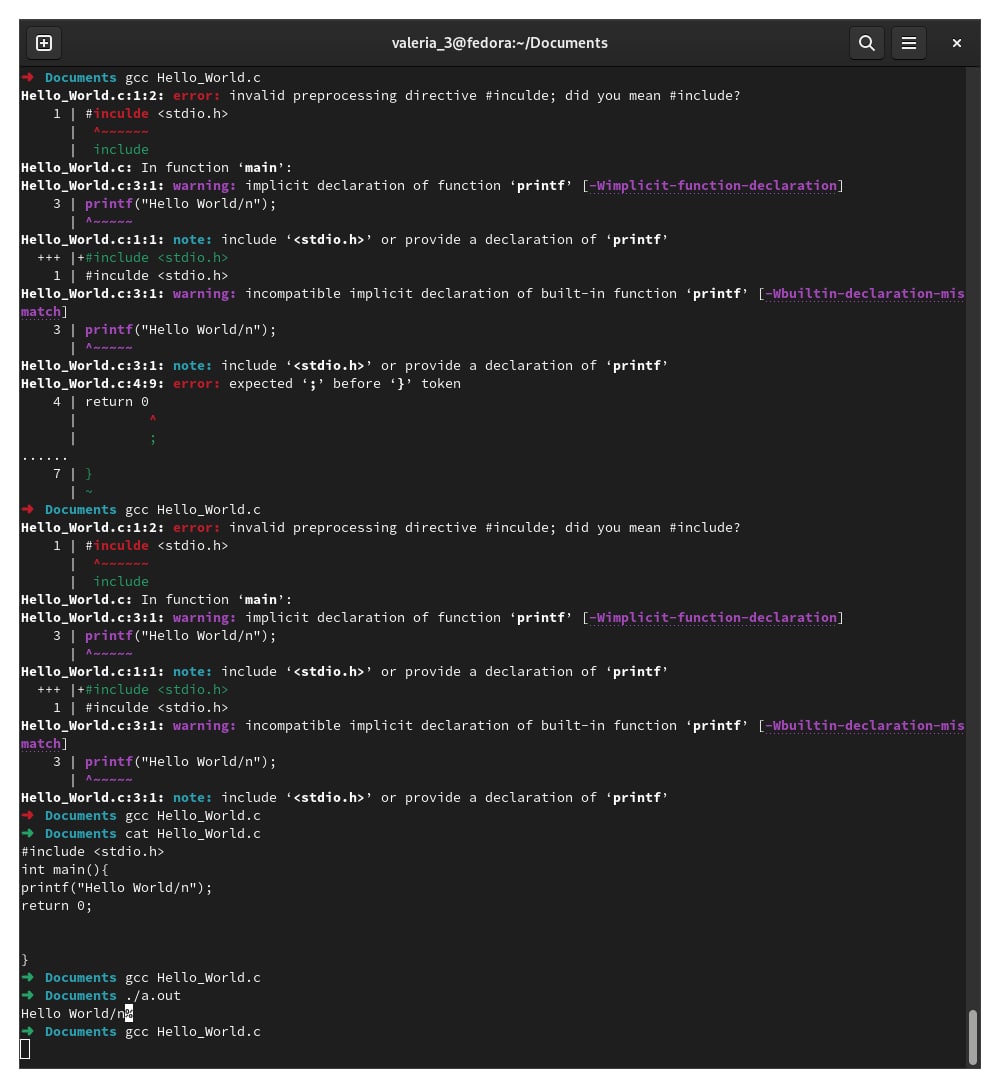 valeria_3@fedora:~/Documents
➜ Documents gcc Hello_World.c
Hello_World.c:1:2: error: invalid preprocessing directive #inculde; did you mean #include?
    1 | #inculde <stdio.h>
      |  ^~~~~~~
      |  include
Hello_World.c: In function ‘main’:
Hello_World.c:3:1: warning: implicit declaration of function ‘printf’ [-Wimplicit-function-declaration]
    3 | printf("Hello World/n");
      | ^~~~~~
Hello_World.c:1:1: note: include ‘<stdio.h>’ or provide a declaration of ‘printf’
  +++ |+#include <stdio.h>
    1 | #inculde <stdio.h>
Hello_World.c:3:1: warning: incompatible implicit declaration of built-in function ‘printf’ [-Wbuiltin-declaration-mis
match]
    3 | printf("Hello World/n");
      | ^~~~~~
Hello_World.c:3:1: note: include ‘<stdio.h>’ or provide a declaration of ‘printf’
Hello_World.c:4:9: error: expected ‘;’ before ‘}’ token
    4 | return 0
      |         ^
      |         ;
......
    7 | }
      | ~
➜ Documents gcc Hello_World.c
Hello_World.c:1:2: error: invalid preprocessing directive #inculde; did you mean #include?
    1 | #inculde <stdio.h>
      |  ^~~~~~~
      |  include
Hello_World.c: In function ‘main’:
Hello_World.c:3:1: warning: implicit declaration of function ‘printf’ [-Wimplicit-function-declaration]
    3 | printf("Hello World/n");
      | ^~~~~~
Hello_World.c:1:1: note: include ‘<stdio.h>’ or provide a declaration of ‘printf’
  +++ |+#include <stdio.h>
    1 | #inculde <stdio.h>
Hello_World.c:3:1: warning: incompatible implicit declaration of built-in function ‘printf’ [-Wbuiltin-declaration-mis
match]
    3 | printf("Hello World/n");
      | ^~~~~~
Hello_World.c:3:1: note: include ‘<stdio.h>’ or provide a declaration of ‘printf’
➜ Documents gcc Hello_World.c
➜ Documents cat Hello_World.c
#include <stdio.h>
int main(){
printf("Hello World/n");
return 0;
}
➜ Documents gcc Hello_World.c
➜ Documents ./a.out
Hello World/n%
➜ Documents gcc Hello_World.c